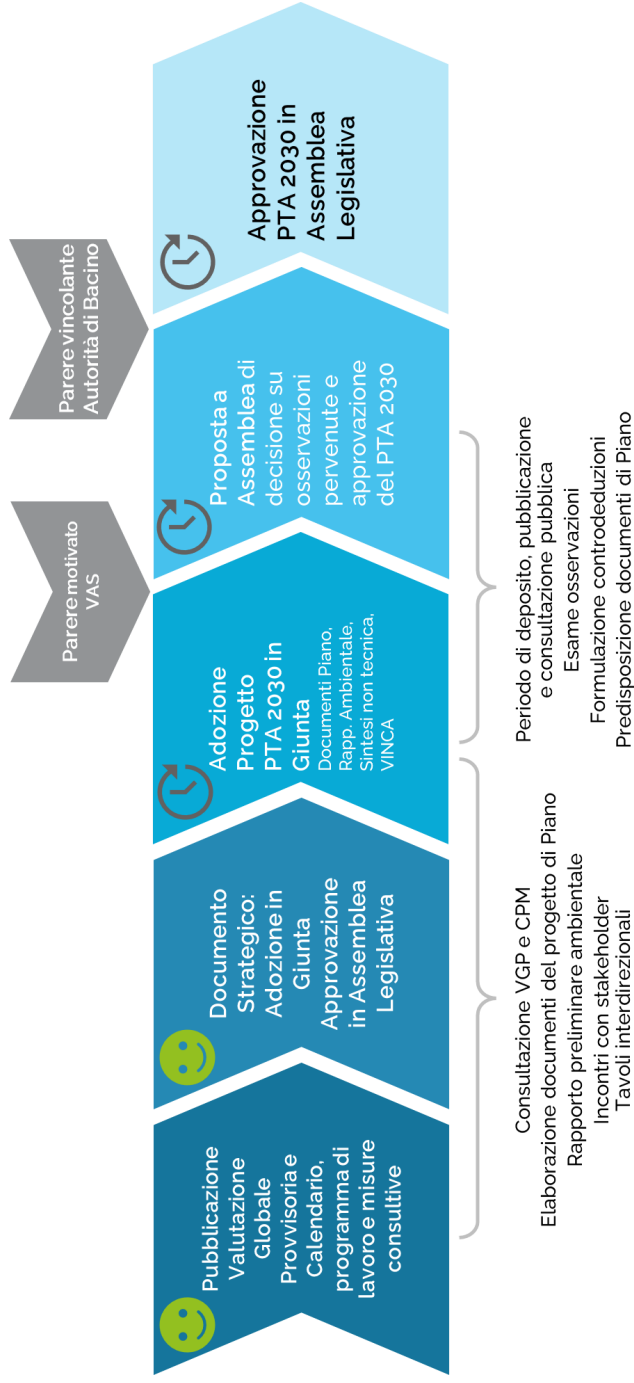 Parere motivato
VAS
Parere vincolante
Autorità di Bacino
Pubblicazione
Valutazione
Globale
Provvisoria e
Calendario,
programma di
lavoro e misure
consultive
Documento
Strategico:
Adozione in
Giunta
Approvazione
in Assemblea
Legislativa
Adozione
Progetto
PTA 2030 in
Giunta
Documenti Piano,
Rapp. Ambientale,
Sintesi non tecnica,
VINCA
Proposta a
Assemblea di
decisione su
osservazioni
pervenute e
approvazione
del PTA 2030
Approvazione
PTA 2030 in
Assemblea
Legislativa
Consultazione VGP e CPM
Elaborazione documenti del progetto di Piano
Rapporto preliminare ambientale
Incontri con stakeholder
Tavoli interdirezionali
Periodo di deposito, pubblicazione
e consultazione pubblica
Esame osservazioni
Formulazione controdeduzioni
Predisposizione documenti di Piano